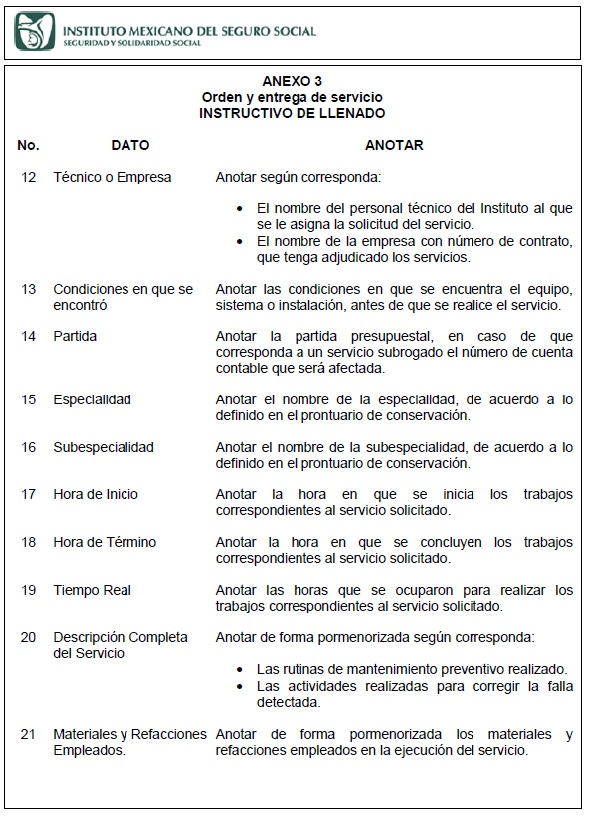 INSTITUTO MEXICANO DEL SEGURO SOCIAL
SEGURIDAD Y SOLIDARIDAD SOCIAL
ANEXO 3
Orden y entrega de servicio
INSTRUCTIVO DE LLENADO
No. DATO ANOTAR
12 Técnico o Empresa Anotar según corresponda:
• El nombre del personal técnico del Instituto al que
se le asigna la solicitud del servicio.
• El nombre de la empresa con número de contrato,
que tenga adjudicado los servicios.
13 Condiciones en que se Anotar las condiciones en que se encuentra el equipo,
encontró sistema o instalación, antes de que se realice el servicio.
14 Partida Anotar la partida presupuestal, en caso de que
corresponda a un servicio subrogado el número de cuenta
contable que será afectada.
15 Especialidad Anotar el nombre de la especialidad, de acuerdo a lo
definido en el prontuario de conservación.
16 Subespecialidad Anotar el nombre de la subespecialidad, de acuerdo a lo
definido en el prontuario de conservación.
17 Hora de Inicio Anotar la hora en que se inicia los trabajos
correspondientes al servicio solicitado.
18 Hora de Término Anotar la hora en que se concluyen los trabajos
correspondientes al servicio solicitado.
19 Tiempo Real Anotar las horas que se ocuparon para realizar los
trabajos correspondientes al servicio solicitado.
20 Descripción Completa Anotar de forma pormenorizada según corresponda:
del Servicio
• Las rutinas de mantenimiento preventivo realizado.
• Las actividades realizadas para corregir la falla
detectada.
21 Materiales y Refacciones Anotar de forma pormenorizada los materiales y
Empleados. refacciones empleados en la ejecución del servicio.